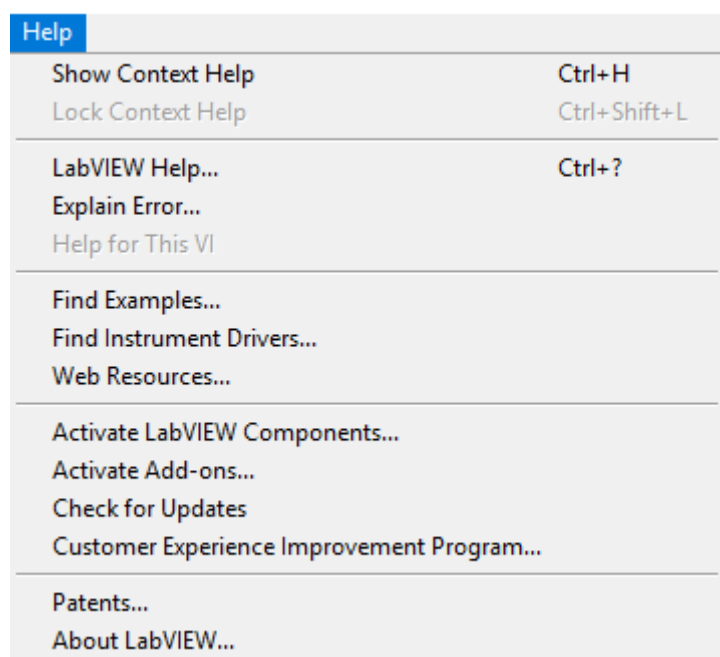 Help
Show Context Help Ctrl+H
Lock Context Help Ctrl+Shift+L
LabVIEW Help... Ctrl+?
Explain Error...
Help for This VI
Find Examples...
Find Instrument Drivers...
Web Resources...
Activate LabVIEW Components...
Activate Add-ons...
Check for Updates
Customer Experience Improvement Program...
Patents...
About LabVIEW...